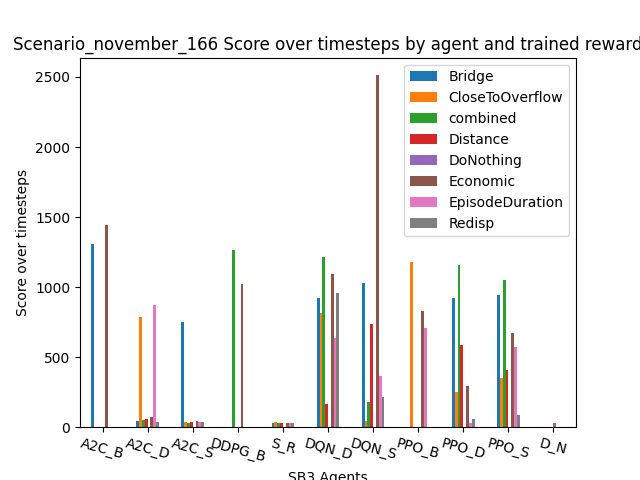 Scenario_november_166 Score over timesteps by agent and trained reward
Score over timesteps
2500
2000
1500
1000
500
0
Bridge
CloseToOverflow
combined
Distance
DoNothing
Economic
EpisodeDuration
Redisp
A2C_B
A2C_D
A2C_S
DDPG_B
S_R
DQN_D
DQN_S
PPO_B
PPO_D
PPO_S
D_N
SB3 Agents